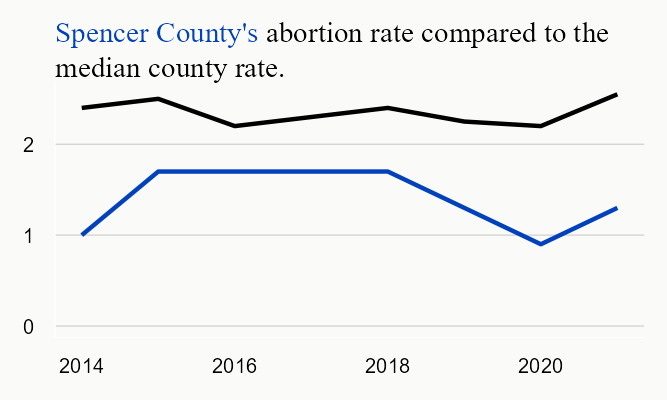 Spencer County's abortion rate compared to the
median county rate.
2
1
0
2014 2016 2018 2020